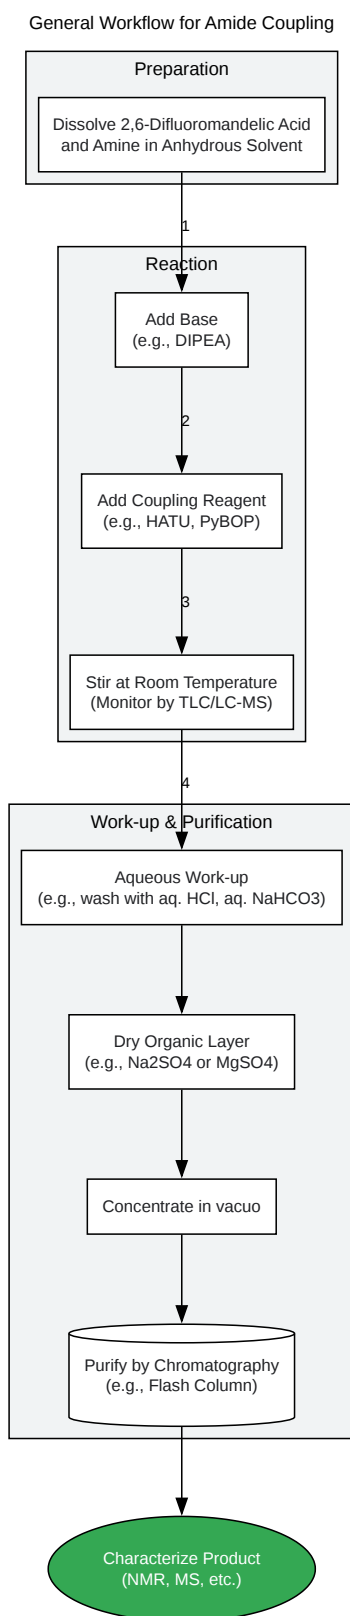 General Workflow for Amide Coupling
Preparation
Dissolve 2,6-Difluoromandelic Acid
and Amine in Anhydrous Solvent
1
Reaction
Add Base
(e.g., DIPEA)
2
Add Coupling Reagent
(e.g., HATU, PyBOP)
3
Stir at Room Temperature
(Monitor by TLC/LC-MS)
4
Work-up & Purification
Aqueous Work-up
(e.g., wash with aq. HCl, aq. NaHCO3)
Dry Organic Layer
(e.g., Na2SO4 or MgSO4)
Concentrate in vacuo
Purify by Chromatography
(e.g., Flash Column)
Characterize Product
(NMR, MS, etc.)